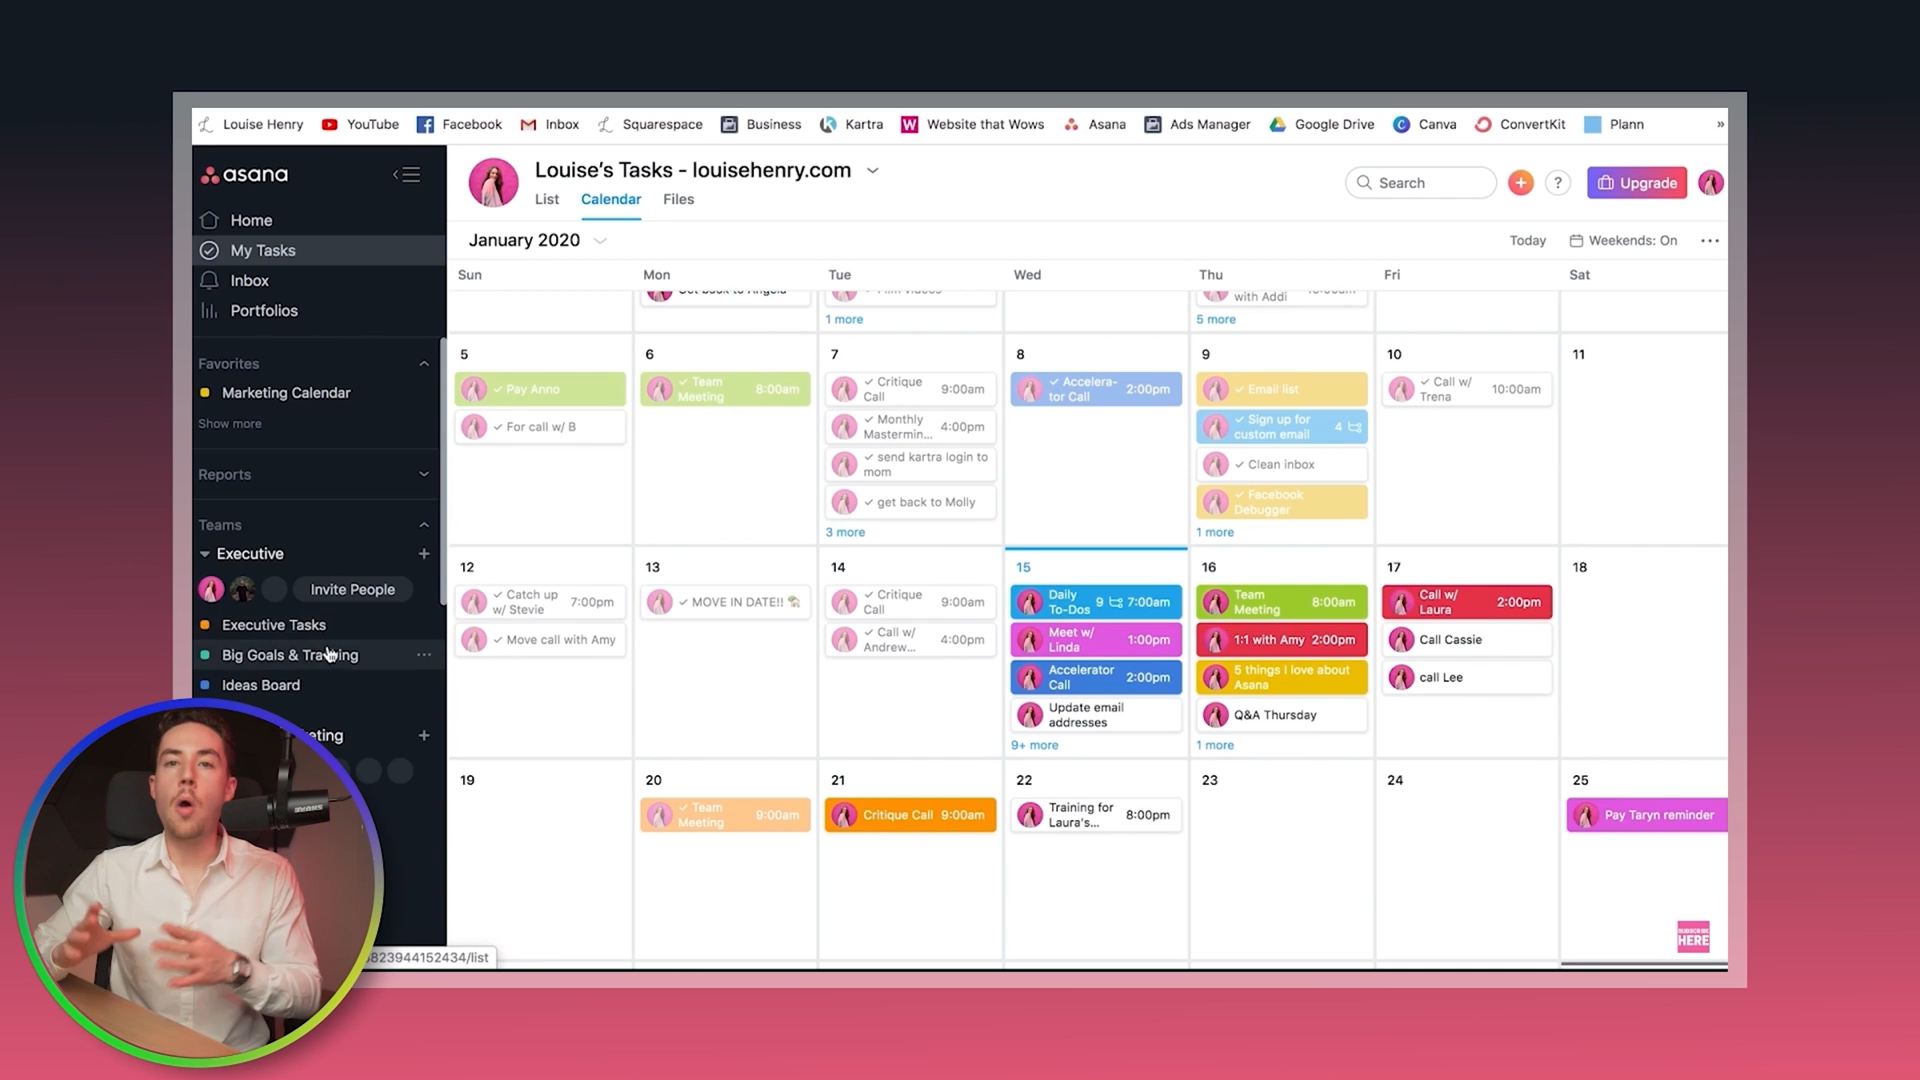 Louise Henry YouTube Facebook Inbox Squarespace Business Kartra Website that Wows Asana Ads Manager Google Drive Canva ConvertKit Plann »
asana
Home
My Tasks
Inbox
Portfolios
Favorites
Marketing Calendar
Show more
Reports
Teams
Executive
Invite People
Executive Tasks
Big Goals &
Ideas Board
Louise's Tasks - louisehenry.com
List Calendar Files
Search
?
Upgrade
January 2020
Today
Weekends: On
Sun Mon Tue Wed Thu Fri Sat
1 more
with Addi
5 more
5
Pay Anno
For call w/ B
6
Team
Meeting
8:00am
7
Critique
Call
9:00am
Monthly
Mastermin...
4:00pm
send kartra login to
mom
get back to Molly
3 more
8
Accelera-
tor Call
2:00pm
9
Email list
Sign up for
custom email
4
Clean inbox
Facebook
Debugger
1 more
10
Call w/
Trena
10:00am
11
12
Catch up
w/ Stevie
7:00pm
Move call with Amy
13
MOVE IN DATE!!
14
Critique
Call
9:00am
Call w/
Andrew...
4:00pm
15
Daily
To-Dos
9
7:00am
Meet w/
Linda
1:00pm
Accelerator
Call
2:00pm
Update email
addresses
9+ more
16
Team
Meeting
8:00am
1:1 with Amy 2:00pm
5 things I love about
Asana
Q&A Thursday
1 more
17
Call w/
Laura
2:00pm
Call Cassie
call Lee
18
19
20
Team
Meeting
9:00am
21
Critique Call 9:00am
22
Training for
Laura's...
8:00pm
23
24
25
Pay Taryn reminder
SUBSCRIBE
HERE
823944152434/list